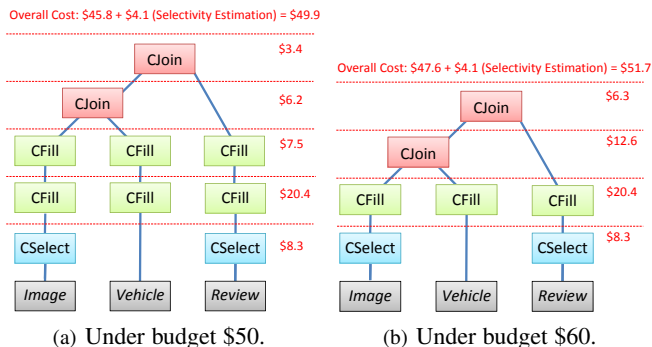 Overall Cost: $45.8 + $4.1 (Selectivity Estimation) = $49.9
CJoin
$3.4
CJoin
$6.2
CFill
CFill
CFill
$7.5
CFill
CFill
CFill
$20.4
CSelect
CSelect
$8.3
Image
Vehicle
Review
(a) Under budget $50.
Overall Cost: $47.6 + $4.1 (Selectivity Estimation) = $51.7
CJoin
$6.3
CJoin
$12.6
CFill
CFill
CFill
$20.4
CSelect
CSelect
$8.3
Image
Vehicle
Review
(b) Under budget $60.